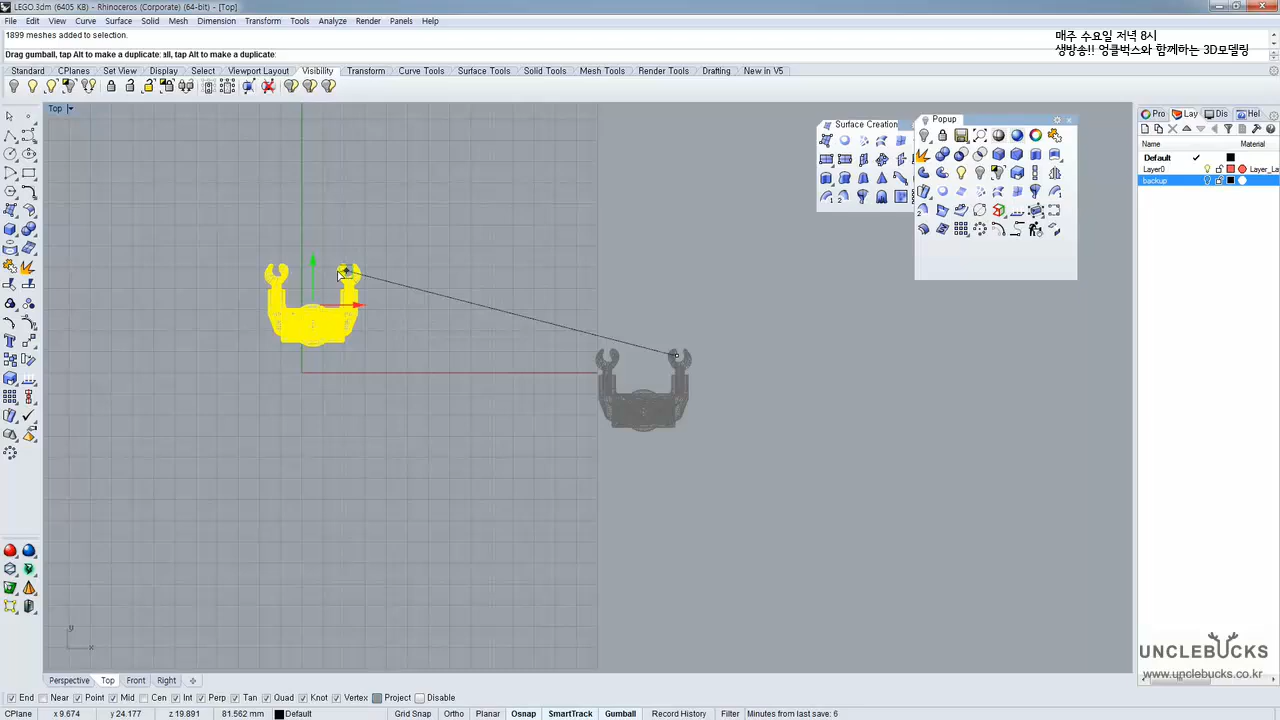 LEGO.3dm (6405 KB) - Rhinoceros (Corporate) (64-bit) - [Top]
File Edit View Curve Surface Solid Mesh Dimension Transform Tools Analyze Render Panels Help
1899 meshes added to selection.
Drag gumball, tap Alt to make a duplicate: all, tap Alt to make a duplicate:
매주 수요일 저녁 8시
생방송!! 엉클벅스와 함께하는 3D모델링
Standard CPlanes Set View Display Select Viewport Layout Visibility Transform Curve Tools Surface Tools Solid Tools Mesh Tools Render Tools Drafting New in V5
Top
Surface Creation
Popup
Pro Lay Dis Hel
Name Material
Default
Layer0 Layer_La
backup
y
x
UNCLEBUCKS
www.unclebucks.co.kr
Perspective Top Front Right
End Near Point Mid Cen Int Perp Tan Quad Knot Vertex Project Disable
CPlane x 9.674 y 24.177 z 19.891 81.562 mm Default Grid Snap Ortho Planar Osnap SmartTrack Gumball Record History Filter Minutes from last save: 6